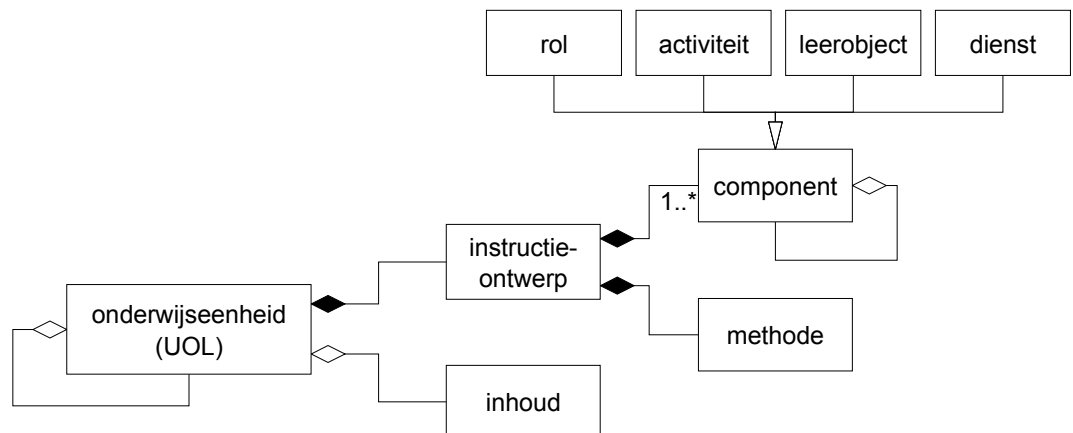 rol
activiteit
leerobject
dienst
component
1..*
instructie-
ontwerp
onderwijseenheid
(UOL)
methode
inhoud